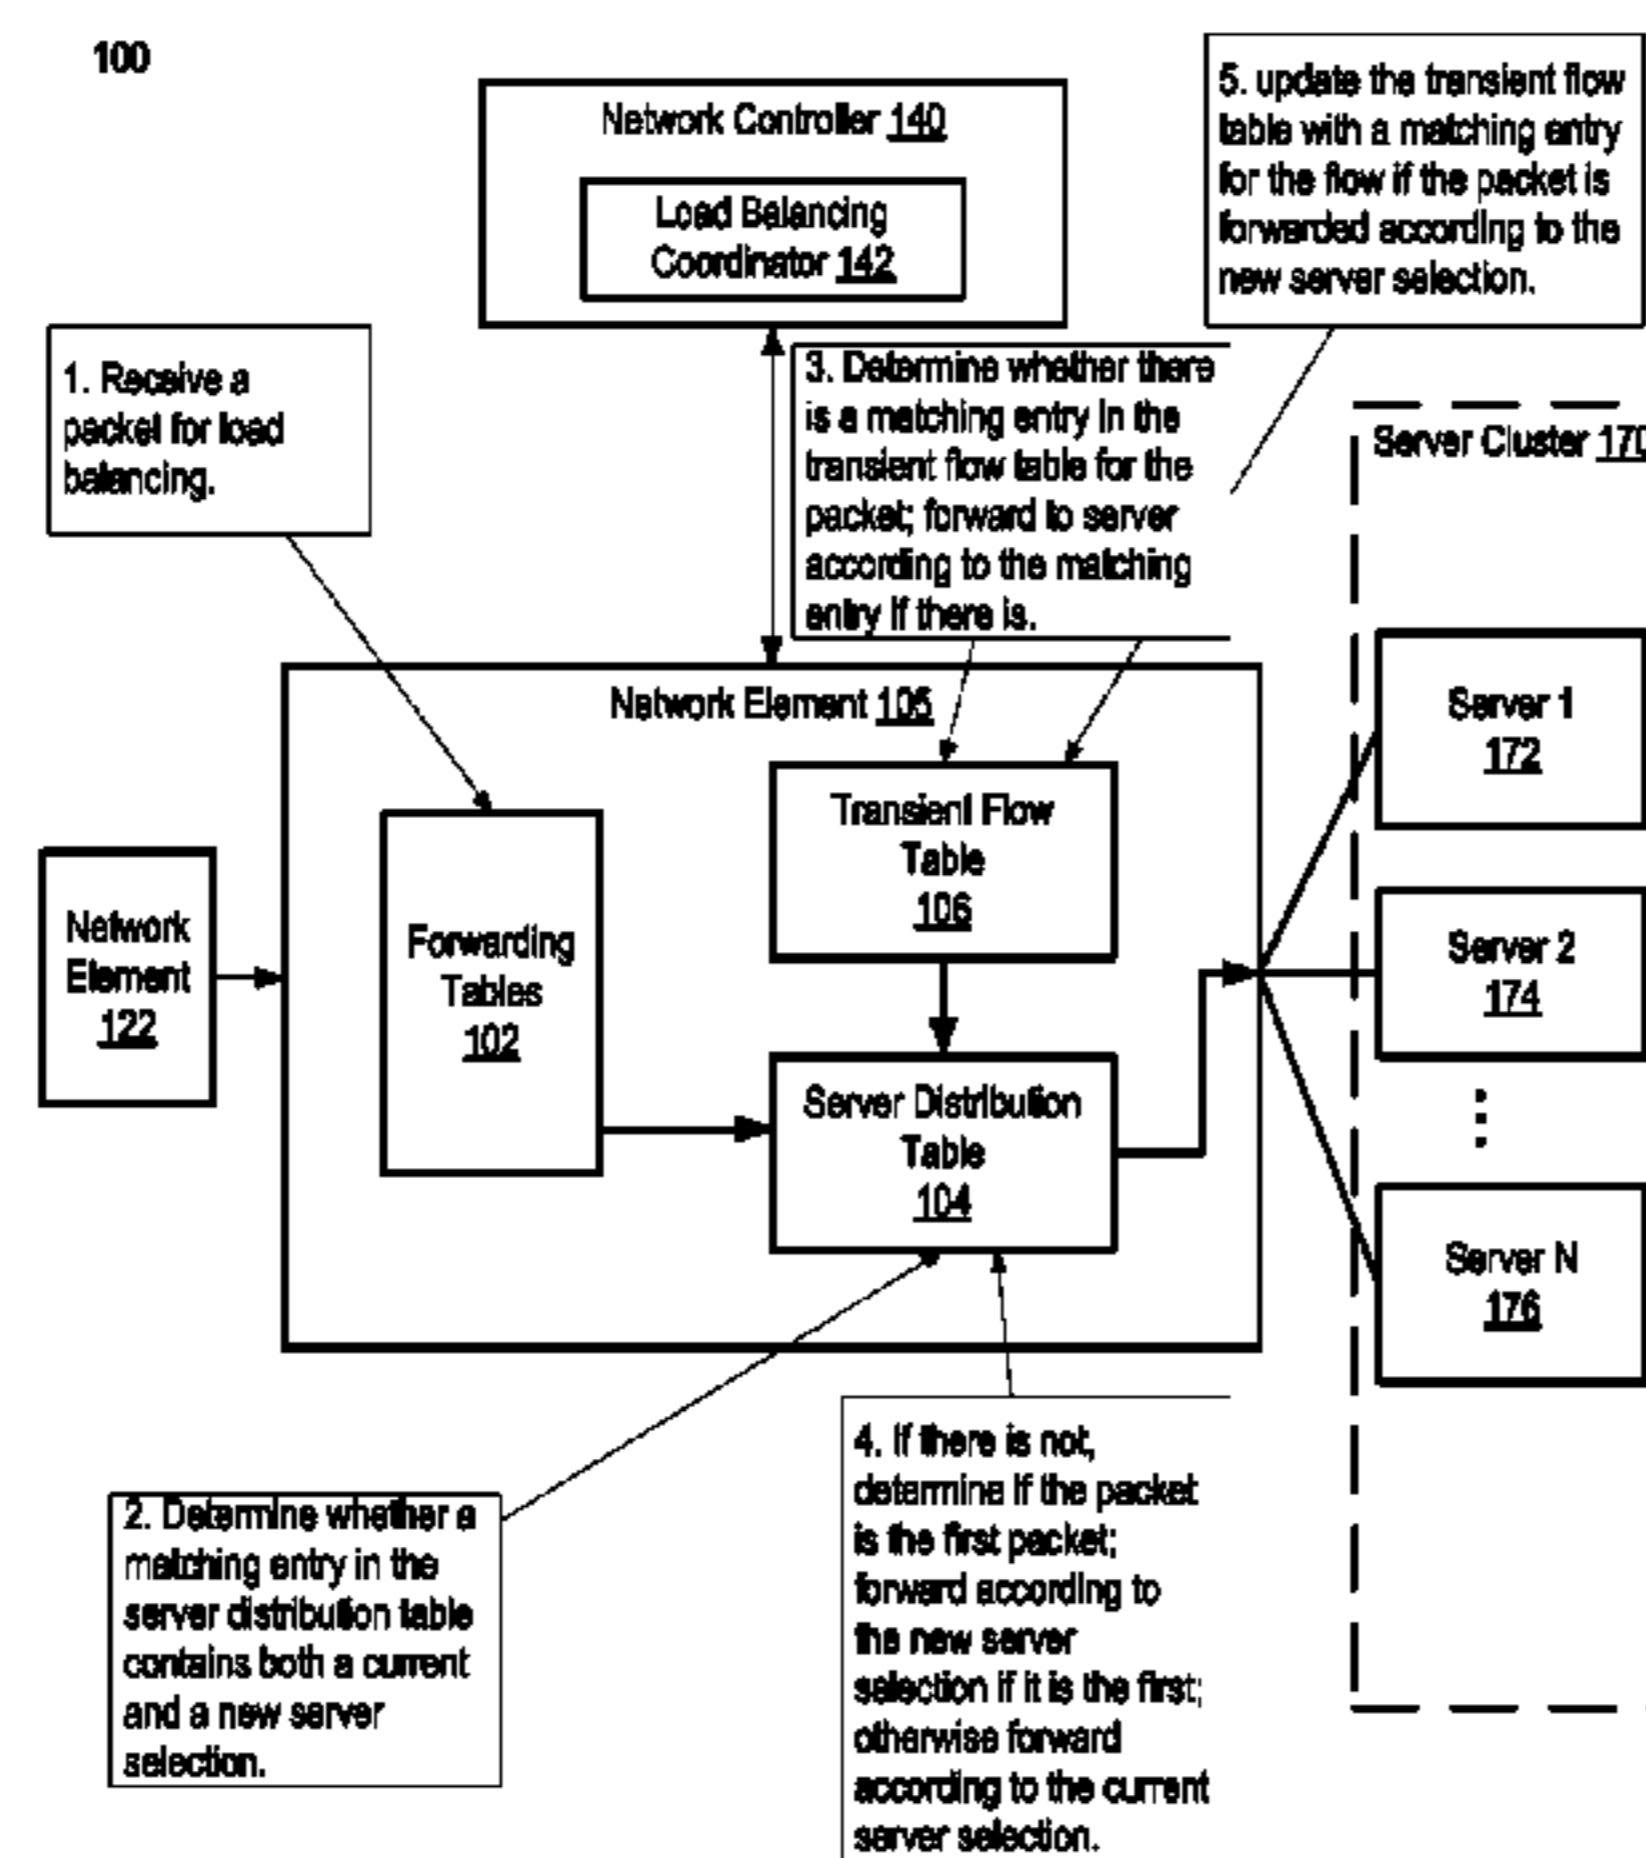 100
Network Controller 140
Load Balancing
Coordinator 142
5. update the transient flow
table with a matching entry
for the flow if the packet is
forwarded according to the
new server selection.
1. Receive a
packet for load
balancing.
3. Determine whether there
is a matching entry in the
transient flow table for the
packet; forward to server
according to the matching
entry if there is.
Server Cluster 170
Network Element 105
Network
Element
122
Forwarding
Tables
102
Transient Flow
Table
106
Server Distribution
Table
104
Server 1
172
Server 2
174
Server N
176
2. Determine whether a
matching entry in the
server distribution table
contains both a current
and a new server
selection.
4. If there is not,
determine if the packet
is the first packet;
forward according to
the new server
selection if it is the first;
otherwise forward
according to the current
server selection.